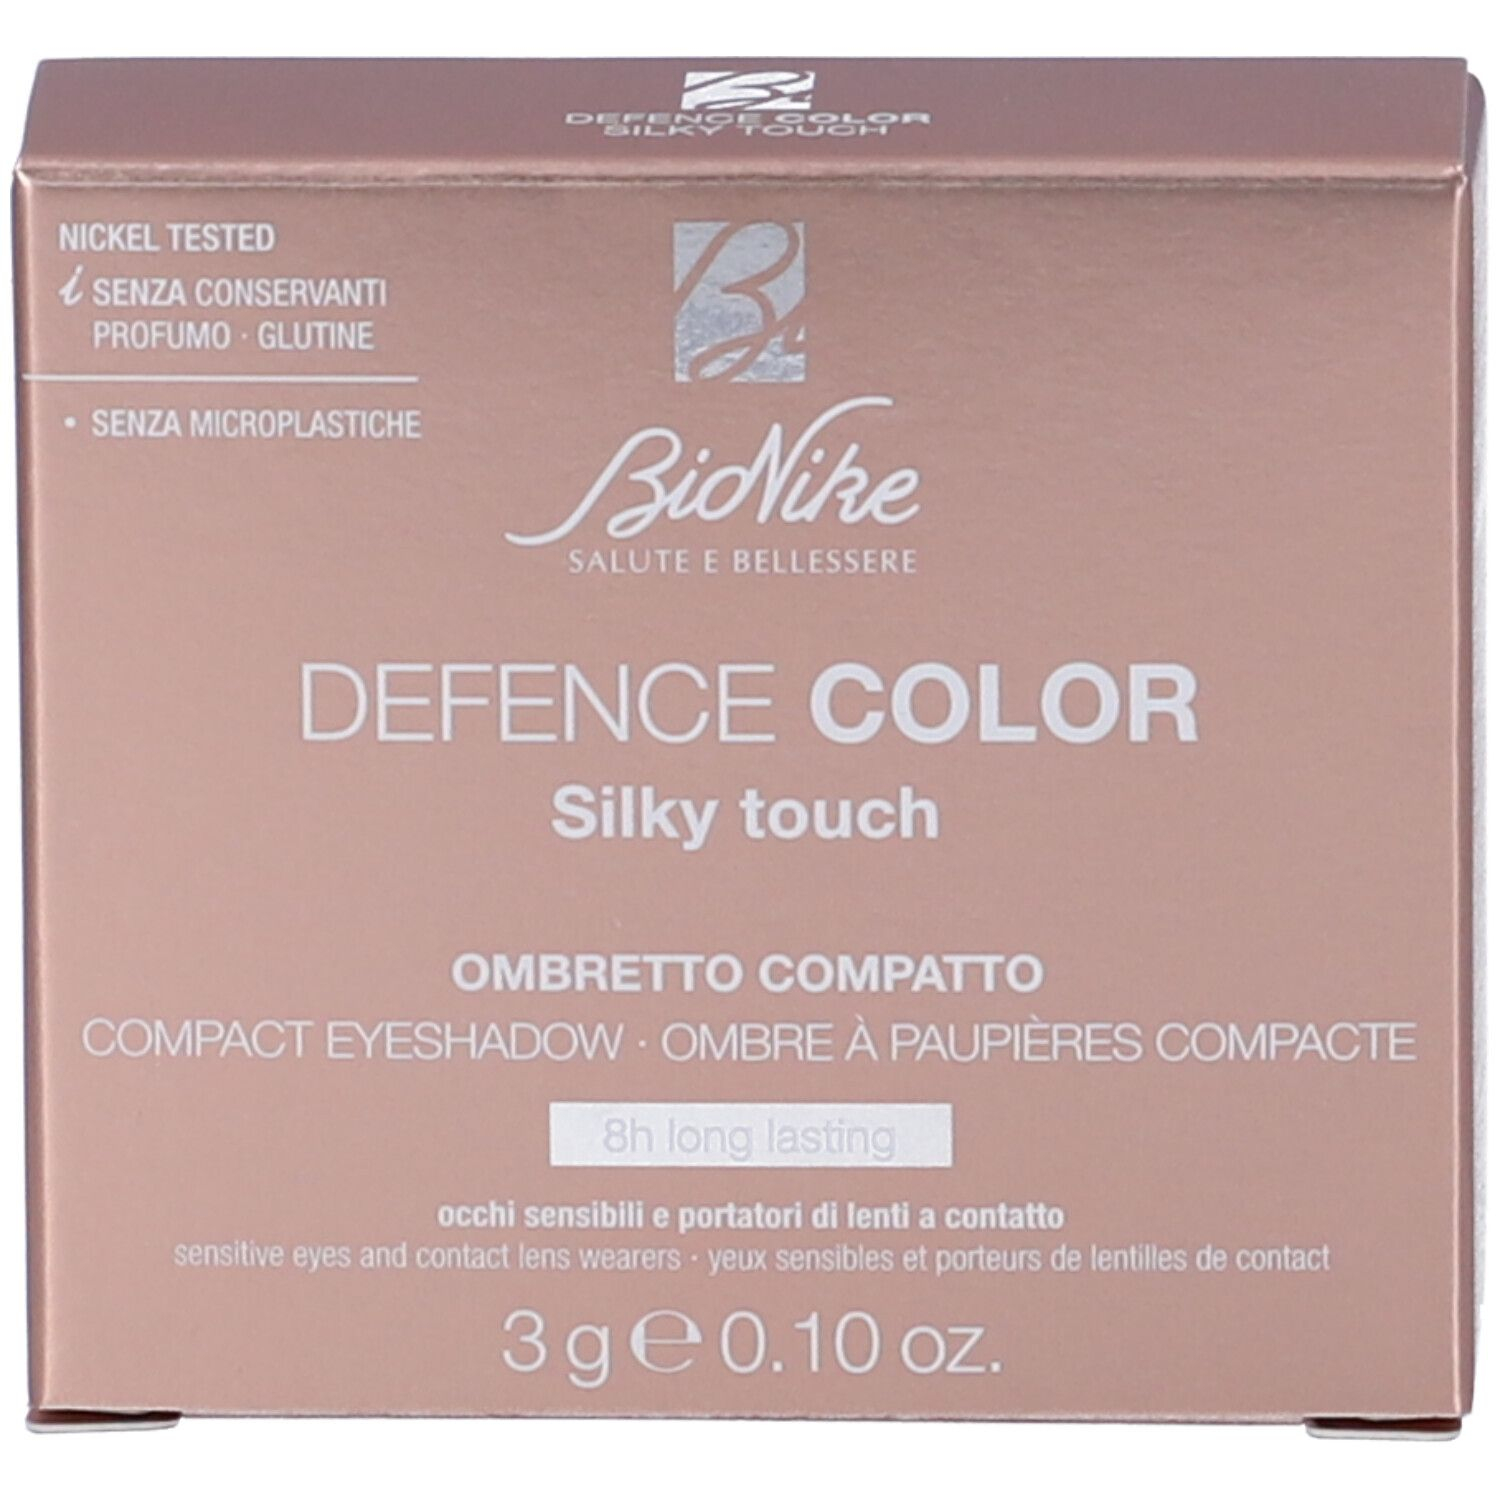 DEFENCE COLOR
SILKY TOUCH
NICKEL TESTED
i SENZA CONSERVANTI
PROFUMO · GLUTINE
• SENZA MICROPLASTICHE
BioNike
SALUTE E BELLESSERE
DEFENCE COLOR
Silky touch
OMBRETTO COMPATTO
COMPACT EYESHADOW · OMBRE À PAUPIÈRES COMPACTE
8h long lasting
occhi sensibili e portatori di lenti a contatto
sensitive eyes and contact lens wearers · yeux sensibles et porteurs de lentilles de contact
3 g ℮ 0.10 oz.